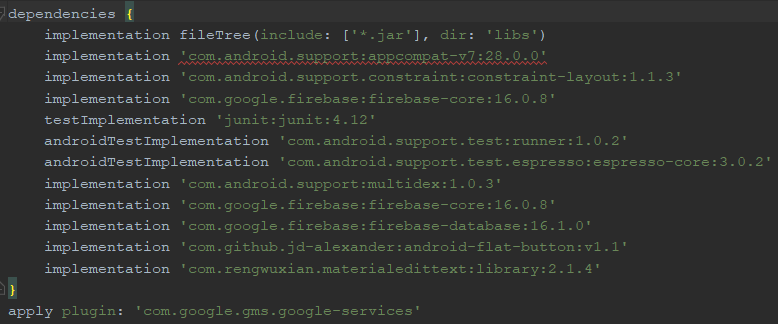 dependencies {
    implementation fileTree(include: ['*.jar'], dir: 'libs')
    implementation 'com.android.support:appcompat-v7:28.0.0'
    implementation 'com.android.support.constraint:constraint-layout:1.1.3'
    implementation 'com.google.firebase:firebase-core:16.0.8'
    testImplementation 'junit:junit:4.12'
    androidTestImplementation 'com.android.support.test:runner:1.0.2'
    androidTestImplementation 'com.android.support.test.espresso:espresso-core:3.0.2'
    implementation 'com.android.support:multidex:1.0.3'
    implementation 'com.google.firebase:firebase-core:16.0.8'
    implementation 'com.google.firebase:firebase-database:16.1.0'
    implementation 'com.github.jd-alexander:android-flat-button:v1.1'
    implementation 'com.rengwuxian.materialedittext:library:2.1.4'
}
apply plugin: 'com.google.gms.google-services'